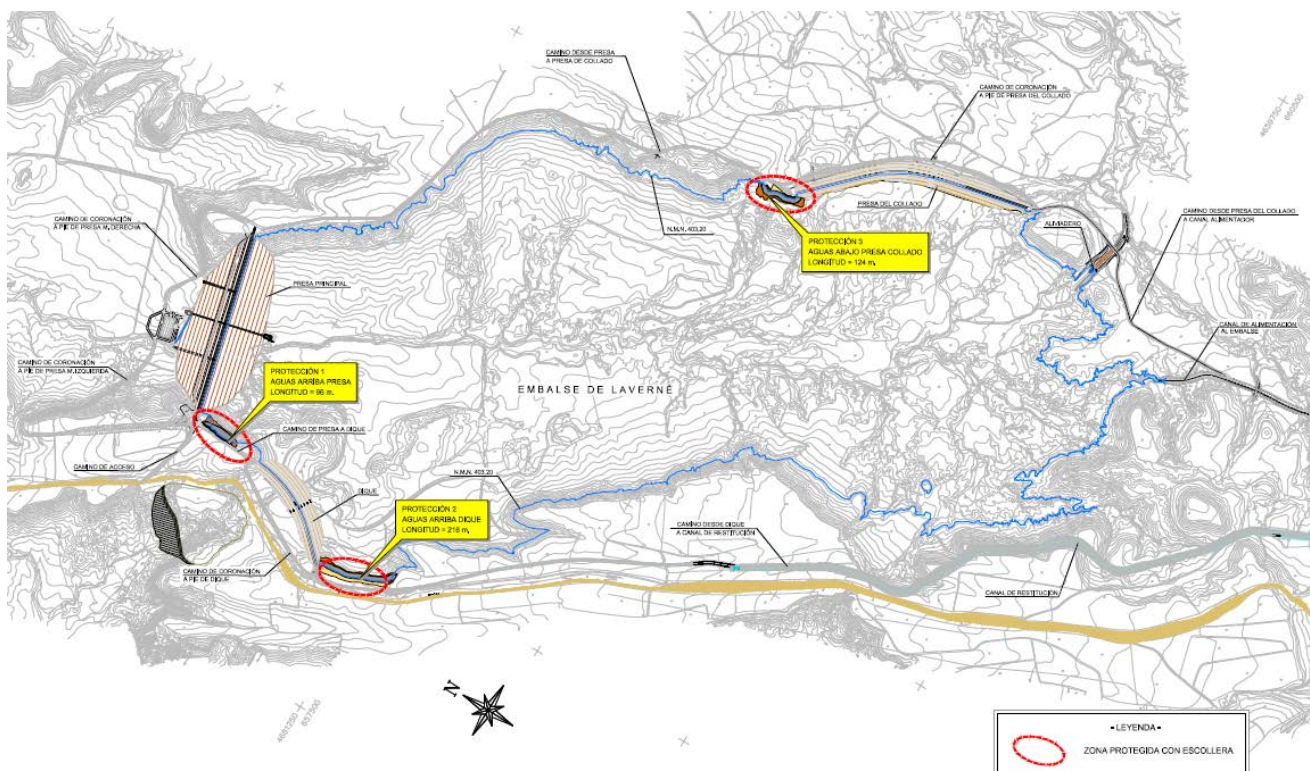 CAMINO DESDE PRESA
A PRESA DE COLLADO
CAMINO DE CORONACIÓN
A PIE DE PRESA DEL COLLADO
CAMINO DE CORONACIÓN
A PIE DE PRESA M. DERECHA
PRESA PRINCIPAL
N.M.N. 403,20
PRESA DEL COLLADO
PROTECCIÓN 3
AGUAS ABAJO PRESA COLLADO
LONGITUD = 124 m.
ALIVIADERO
CAMINO DESDE PRESA DEL COLLADO
A CANAL ALIMENTADOR
CANAL DE ALIMENTACIÓN
AL EMBALSE
CAMINO DE CORONACIÓN
A PIE DE PRESA M. IZQUIERDA
PROTECCIÓN 1
AGUAS ARRIBA PRESA
LONGITUD = 96 m.
EMBALSE DE LAVERNÉ
CAMINO DE PRESA A DIQUE
CAMINO DE ACCESO
N.M.N. 403,20
DIQUE
PROTECCIÓN 2
AGUAS ARRIBA DIQUE
LONGITUD = 218 m.
CAMINO DESDE DIQUE
A CANAL DE RESTITUCIÓN
CAMINO DE CORONACIÓN
A PIE DE DIQUE
CANAL DE RESTITUCIÓN
N
4681250
657500
- LEYENDA -
ZONA PROTEGIDA CON ESCOLLERA